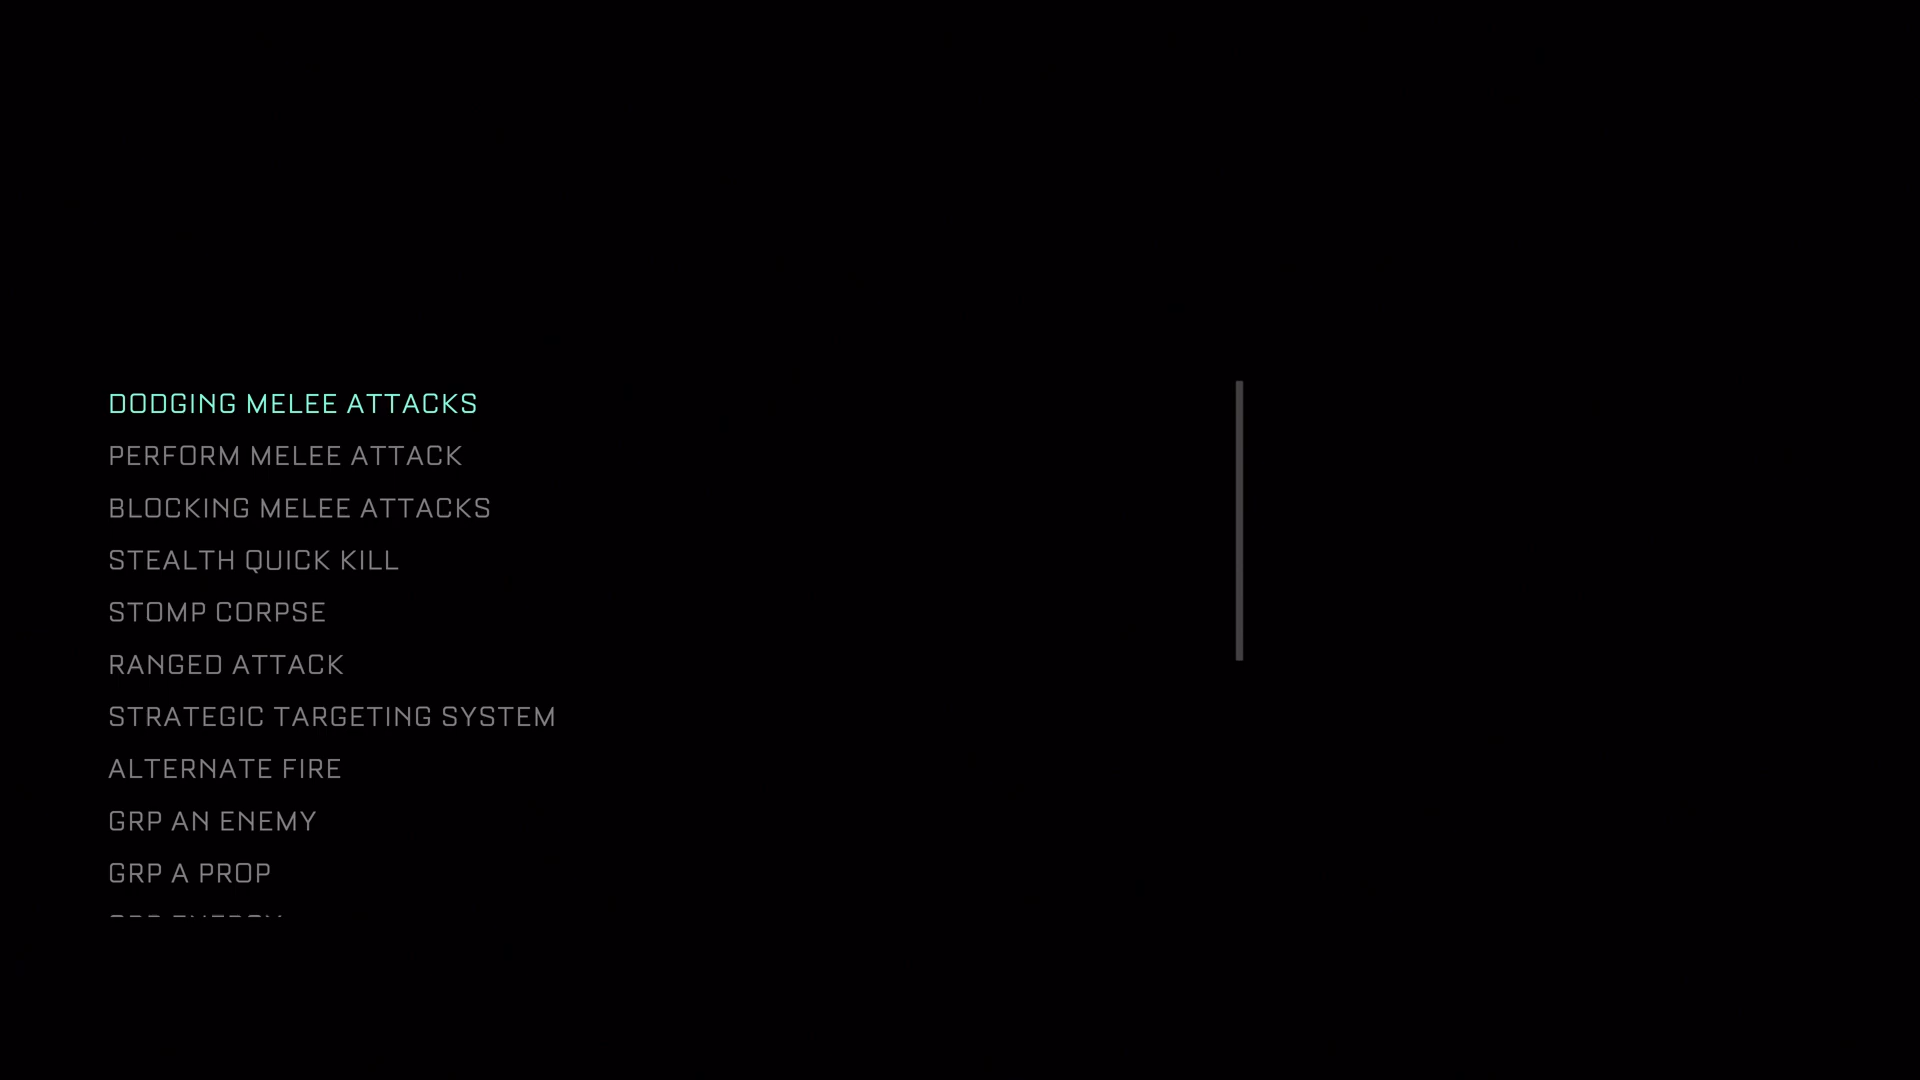 DODGING MELEE ATTACKS
PERFORM MELEE ATTACK
BLOCKING MELEE ATTACKS
STEALTH QUICK KILL
STOMP CORPSE
RANGED ATTACK
STRATEGIC TARGETING SYSTEM
ALTERNATE FIRE
GRP AN ENEMY
GRP A PROP